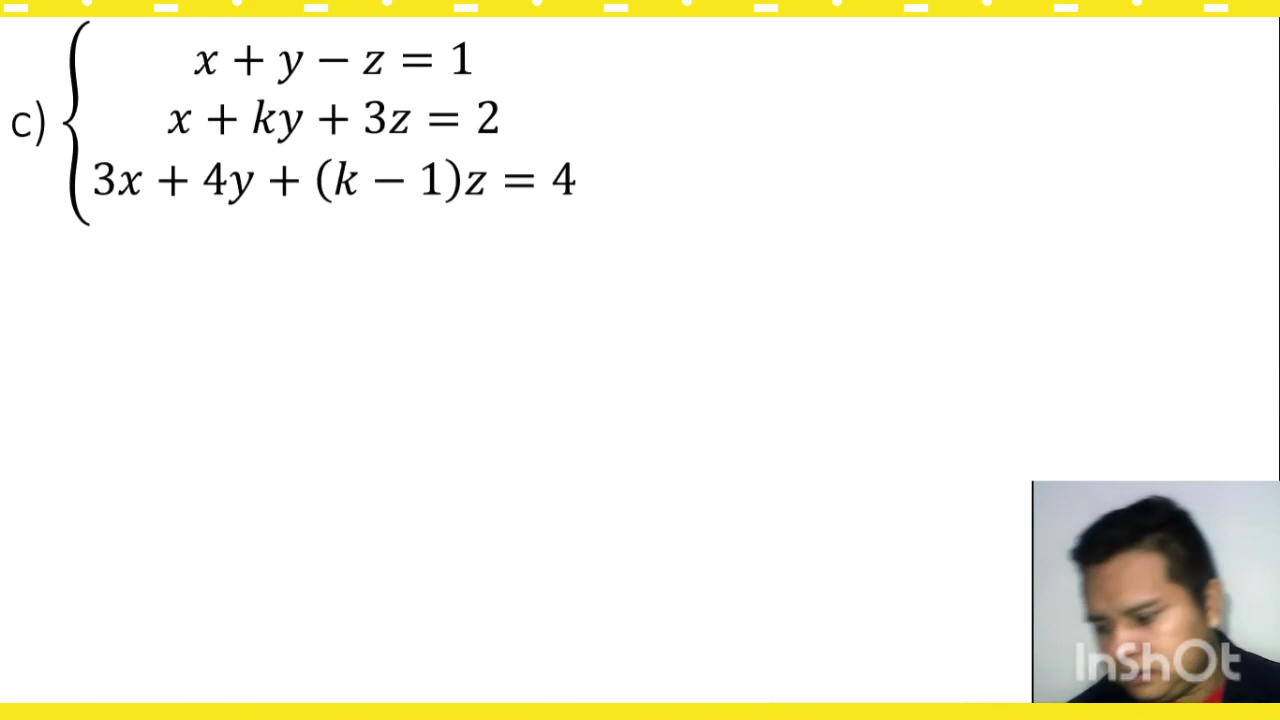 c)
x + y − z = 1
x + ky + 3z = 2
3x + 4y + (k − 1)z = 4
InShOt